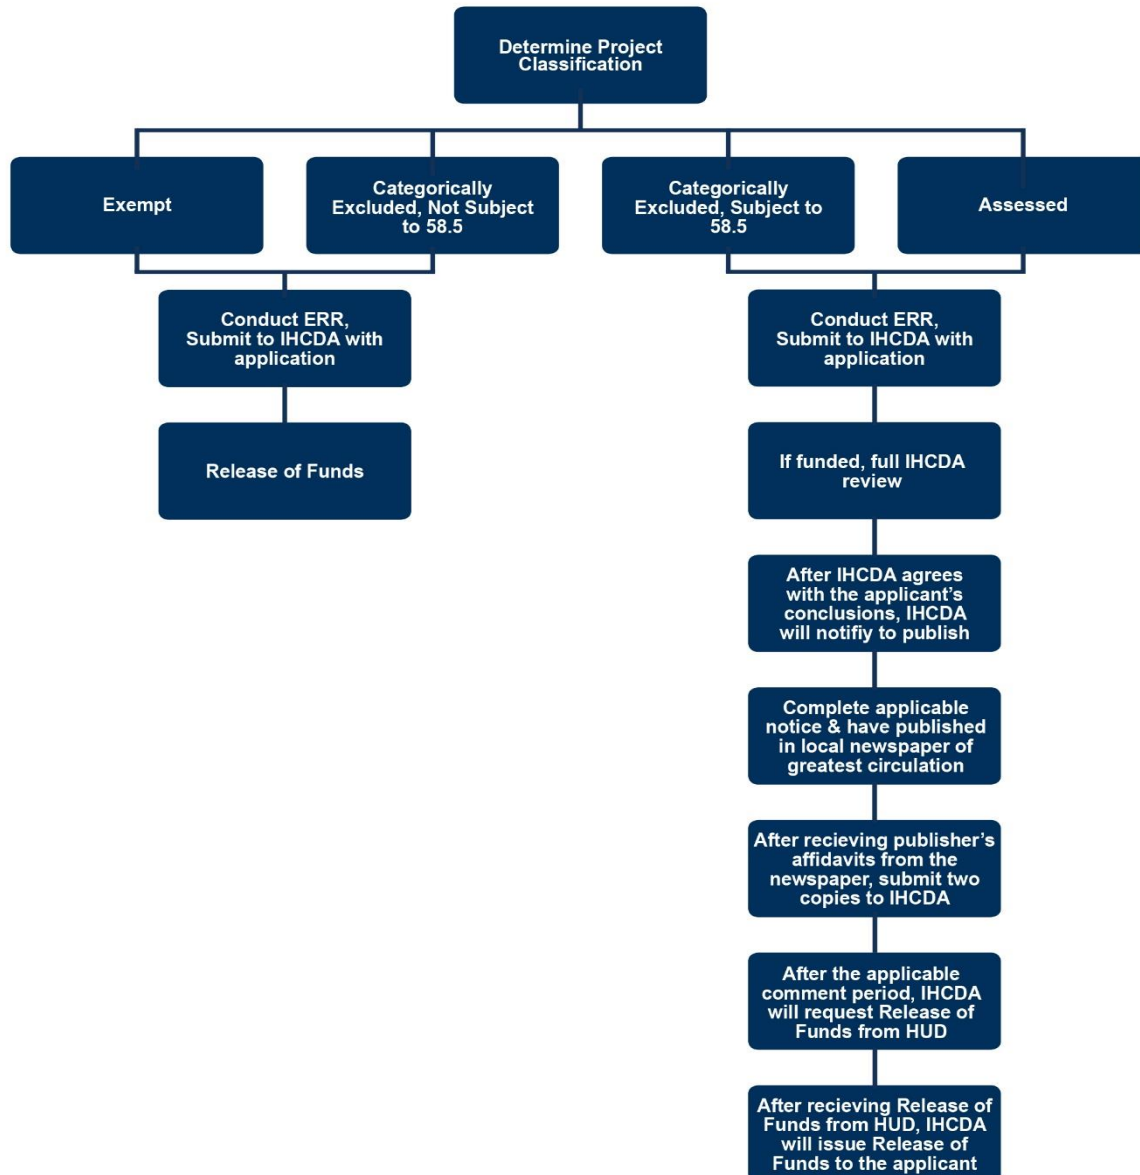 Determine Project
Classification
Exempt
Categorically
Excluded, Not Subject
to 58.5
Categorically
Excluded, Subject to
58.5
Assessed
Conduct ERR,
Submit to IHCDA with
application
Release of Funds
Conduct ERR,
Submit to IHCDA with
application
If funded, full IHCDA
review
After IHCDA agrees
with the applicant’s
conclusions, IHCDA
will notifiy to publish
Complete applicable
notice & have published
in local newspaper of
greatest circulation
After recieving publisher’s
affidavits from the
newspaper, submit two
copies to IHCDA
After the applicable
comment period, IHCDA
will request Release of
Funds from HUD
After recieving Release of
Funds from HUD, IHCDA
will issue Release of
Funds to the applicant